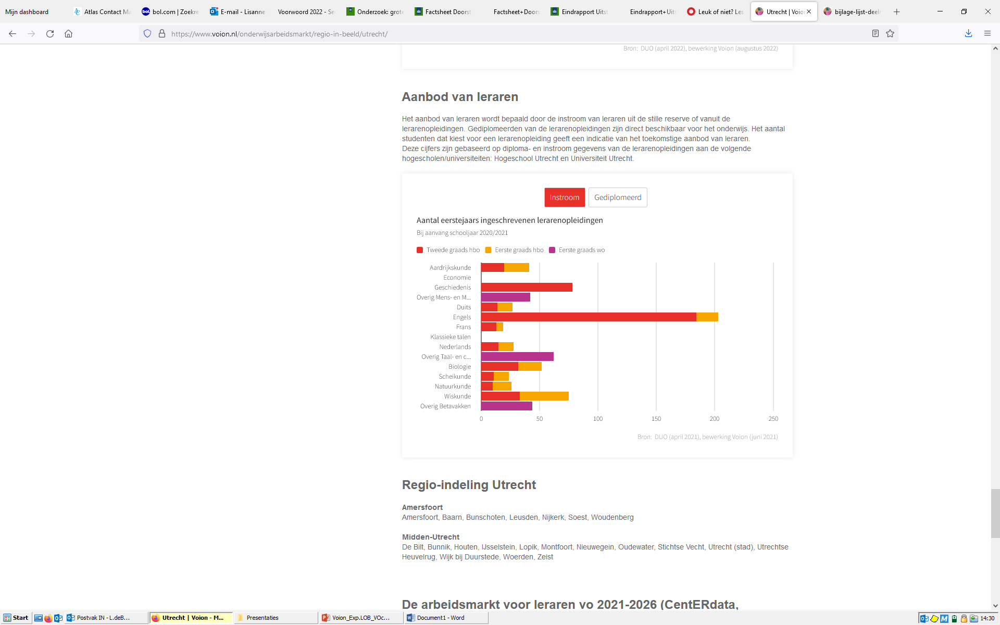 Mijn dashboard
Atlas Contact Ma
bol.com | Zoekre
E-mail - Lisanne
Voorwoord 2022 - Se
Onderzoek: grote
Factsheet Doorst
Factsheet+Doors
Eindrapport Uitst
Eindrapport+Uits
Leuk of niet? Les
Utrecht | Voion
bijlage-lijst-deeln
https://www.voion.nl/onderwijsarbeidsmarkt/regio-in-beeld/utrecht/
Bron: DUO (april 2022), bewerking Voion (augustus 2022)
Aanbod van leraren
Het aanbod van leraren wordt bepaald door de instroom van leraren uit de stille reserve of vanuit de
lerarenopleidingen. Gediplomeerden van de lerarenopleidingen zijn direct beschikbaar voor het onderwijs. Het aantal
studenten dat kiest voor een lerarenopleiding geeft een indicatie van het toekomstige aanbod van leraren.
Deze cijfers zijn gebaseerd op diploma- en instroom gegevens van de lerarenopleidingen aan de volgende
hogescholen/universiteiten: Hogeschool Utrecht en Universiteit Utrecht.
Instroom Gediplomeerd
Aantal eerstejaars ingeschrevenen lerarenopleidingen
Bij aanvang schooljaar 2020/2021
Tweede graads hbo Eerste graads hbo Eerste graads wo
Aardrijkskunde
Economie
Geschiedenis
Overig Mens- en M...
Duits
Engels
Frans
Klassieke talen
Nederlands
Overig Taal- en c...
Biologie
Scheikunde
Natuurkunde
Wiskunde
Overig Betavakken
0 50 100 150 200 250
Bron: DUO (april 2021), bewerking Voion (juni 2021)
Regio-indeling Utrecht
Amersfoort
Amersfoort, Baarn, Bunschoten, Leusden, Nijkerk, Soest, Woudenberg
Midden-Utrecht
De Bilt, Bunnik, Houten, IJsselstein, Lopik, Montfoort, Nieuwegein, Oudewater, Stichtse Vecht, Utrecht (stad), Utrechtse
Heuvelrug, Wijk bij Duurstede, Woerden, Zeist
De arbeidsmarkt voor leraren vo 2021-2026 (CentERdata,
Start
Postvak IN - L.deB...
Utrecht | Voion - M...
Presentaties
Voion_Exp.LOB_VOc...
Document1 - Word
14:30